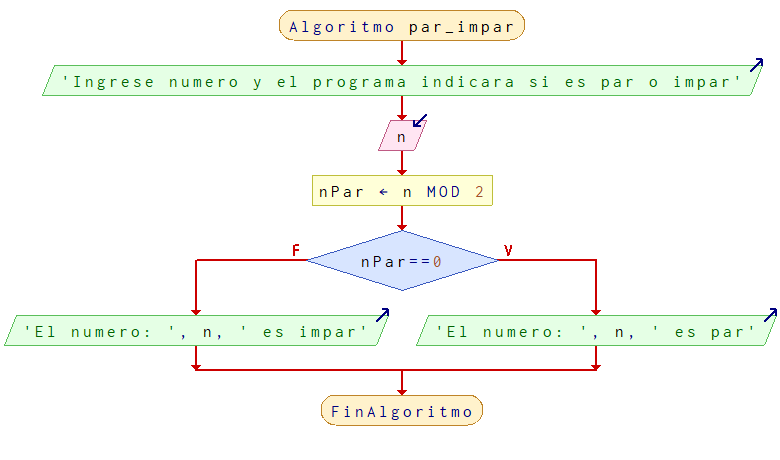 Algoritmo par_impar
'Ingrese numero y el programa indicara si es par o impar'
n
nPar ← n MOD 2
F
V
nPar==0
'El numero: ', n, ' es impar'
'El numero: ', n, ' es par'
FinAlgoritmo